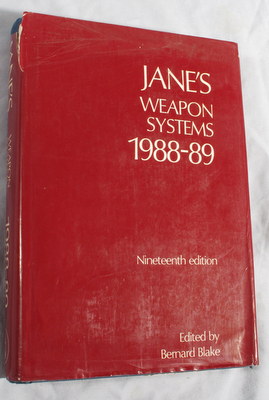 JANE'S
WEAPON
SYSTEMS
1988-89
Nineteenth edition
Edited by
Bernard Blake